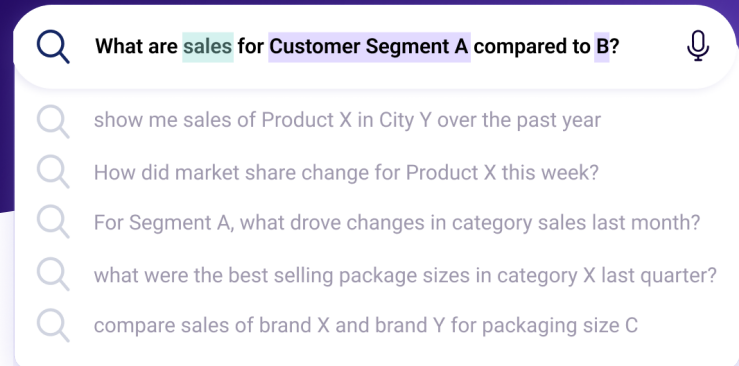 What are sales for Customer Segment A compared to B?
show me sales of Product X in City Y over the past year
How did market share change for Product X this week?
For Segment A, what drove changes in category sales last month?
what were the best selling package sizes in category X last quarter?
compare sales of brand X and brand Y for packaging size C